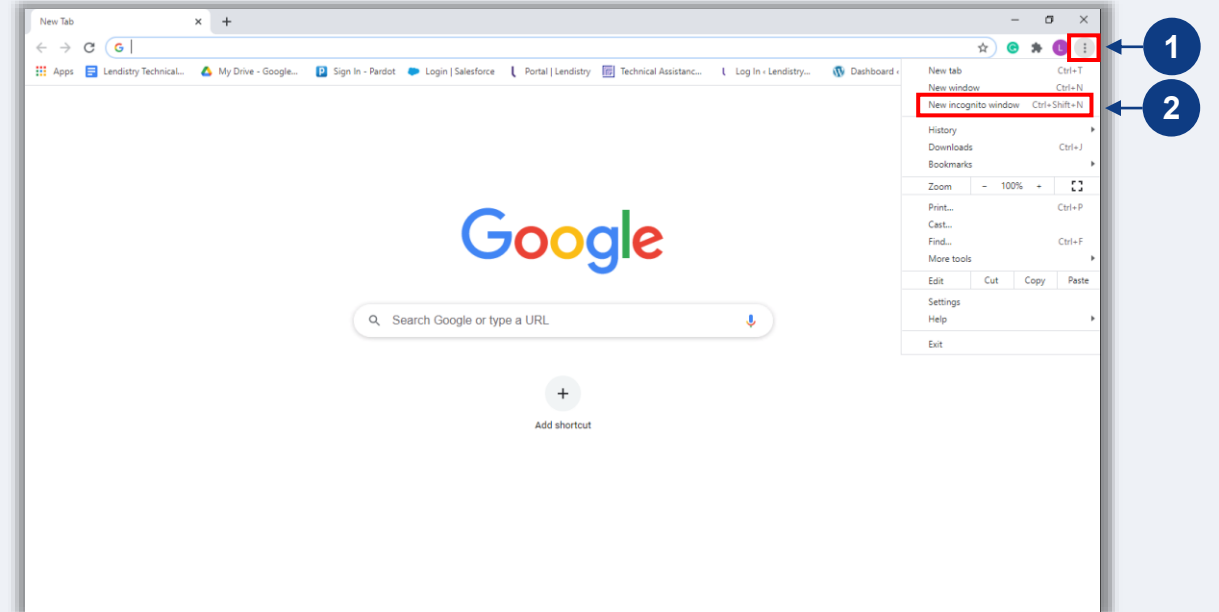 New Tab
G
L
1
Apps Lendistry Technical... My Drive - Google... Sign In - Pardot Login | Salesforce Portal | Lendistry Technical Assistanc... Log In ‹ Lendistry... Dashboard ‹
New tab Ctrl+T
New window Ctrl+N
New incognito window Ctrl+Shift+N
2
History
Downloads Ctrl+J
Bookmarks
Zoom - 100% +
Print... Ctrl+P
Cast...
Find... Ctrl+F
More tools
Edit Cut Copy Paste
Settings
Help
Exit
Google
Search Google or type a URL
Add shortcut